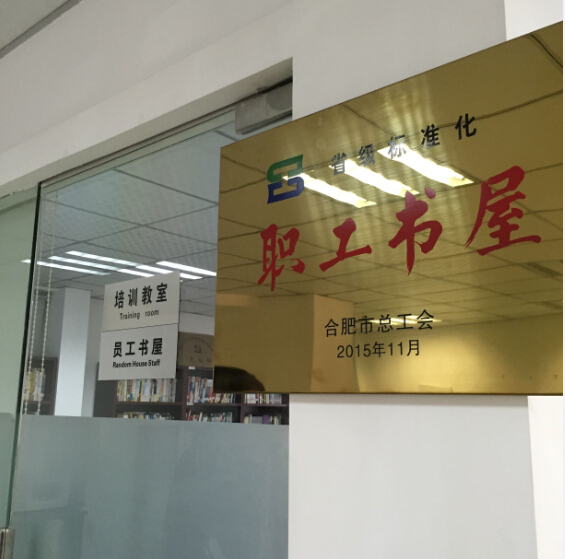 省级标准化
职工书屋
合肥市总工会
2015年11月
培训教室
Training room
员工书屋
Random House Staff